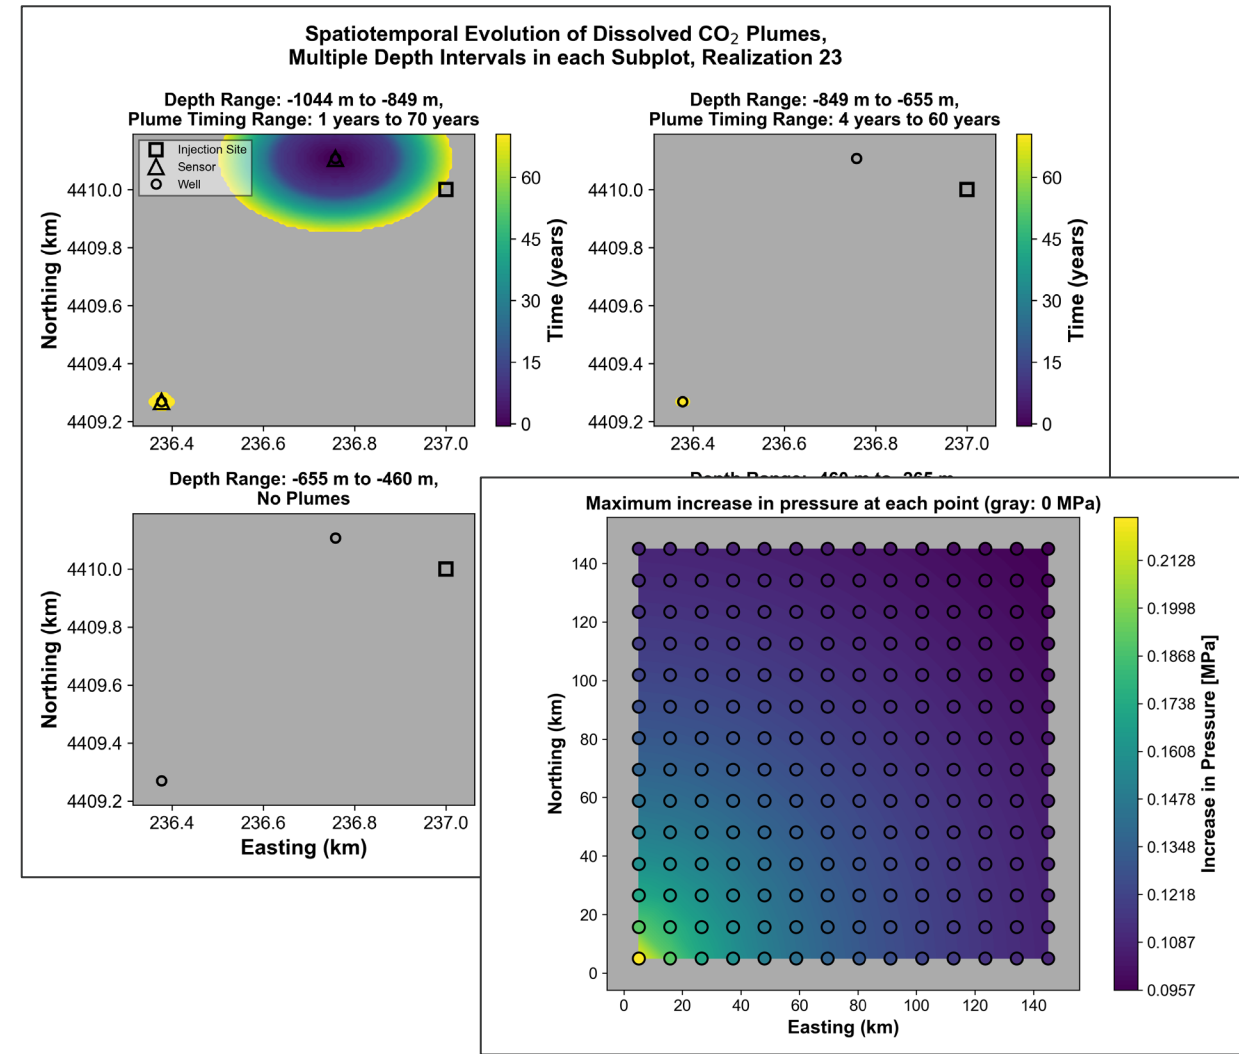 Spatiotemporal Evolution of Dissolved CO₂ Plumes,
Multiple Depth Intervals in each Subplot, Realization 23
Depth Range: -1044 m to -849 m,
Plume Timing Range: 1 years to 70 years
Injection Site
Sensor
Well
4410.0
4409.8
4409.6
4409.4
4409.2
Northing (km)
236.4 236.6 236.8 237.0
60
45
30
15
0
Time (years)
Depth Range: -849 m to -655 m,
Plume Timing Range: 4 years to 60 years
4410.0
4409.8
4409.6
4409.4
4409.2
236.4 236.6 236.8 237.0
60
45
30
15
0
Time (years)
Depth Range: -655 m to -460 m,
No Plumes
4410.0
4409.8
4409.6
4409.4
4409.2
Northing (km)
236.4 236.6 236.8 237.0
Easting (km)
Depth Range: -460 m to -265 m,
Maximum increase in pressure at each point (gray: 0 MPa)
140
120
100
80
60
40
20
0
Northing (km)
0 20 40 60 80 100 120 140
Easting (km)
0.2128
0.1998
0.1868
0.1738
0.1608
0.1478
0.1348
0.1218
0.1087
0.0957
Increase in Pressure [MPa]